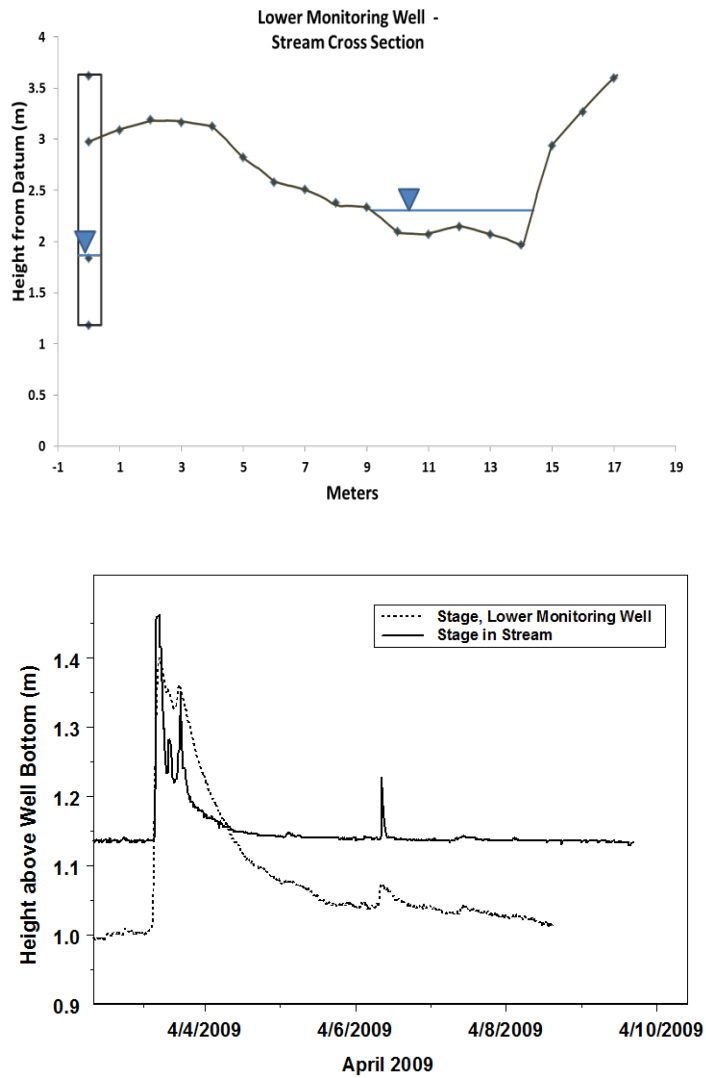 Lower Monitoring Well -
Stream Cross Section
Height from Datum (m)
4
3.5
3
2.5
2
1.5
1
0.5
0
-1 1 3 5 7 9 11 13 15 17 19
Meters
Stage, Lower Monitoring Well
Stage in Stream
Height above Well Bottom (m)
1.4
1.3
1.2
1.1
1.0
0.9
4/4/2009 4/6/2009 4/8/2009 4/10/2009
April 2009